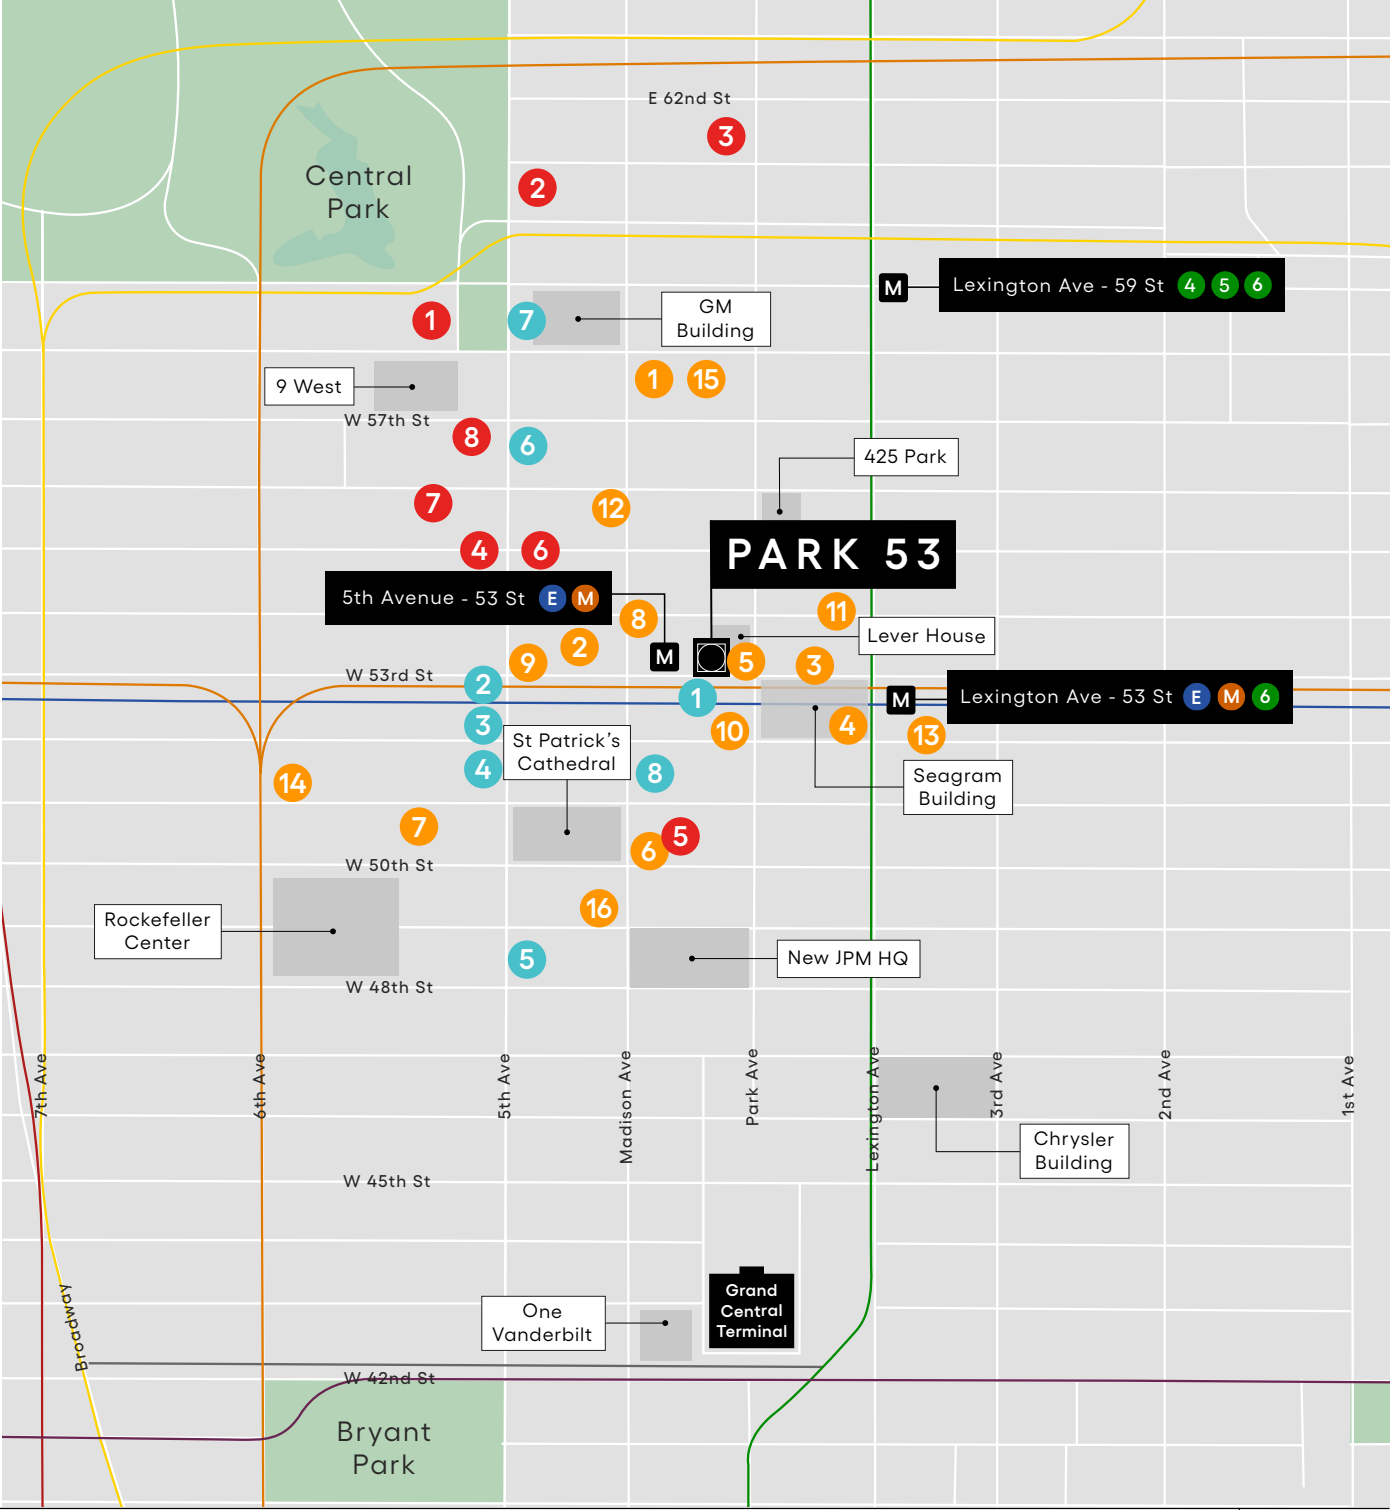 E 62nd St
3
Central
Park
2
M
Lexington Ave - 59 St 4 5 6
1
7
GM
Building
9 West
1
15
W 57th St
8
6
425 Park
7
12
4
6
PARK 53
5th Avenue - 53 St E M
8
11
Lever House
2
M
9
5
3
W 53rd St
2
1
M
Lexington Ave - 53 St E M 6
3
10
4
13
St Patrick's
Cathedral
4
8
14
Seagram
Building
7
5
6
W 50th St
16
Rockefeller
Center
5
New JPM HQ
W 48th St
7th Ave
6th Ave
5th Ave
Madison Ave
Park Ave
Lexington Ave
3rd Ave
2nd Ave
1st Ave
Chrysler
Building
W 45th St
Broadway
Grand
Central
Terminal
One
Vanderbilt
W 42nd St
Bryant
Park